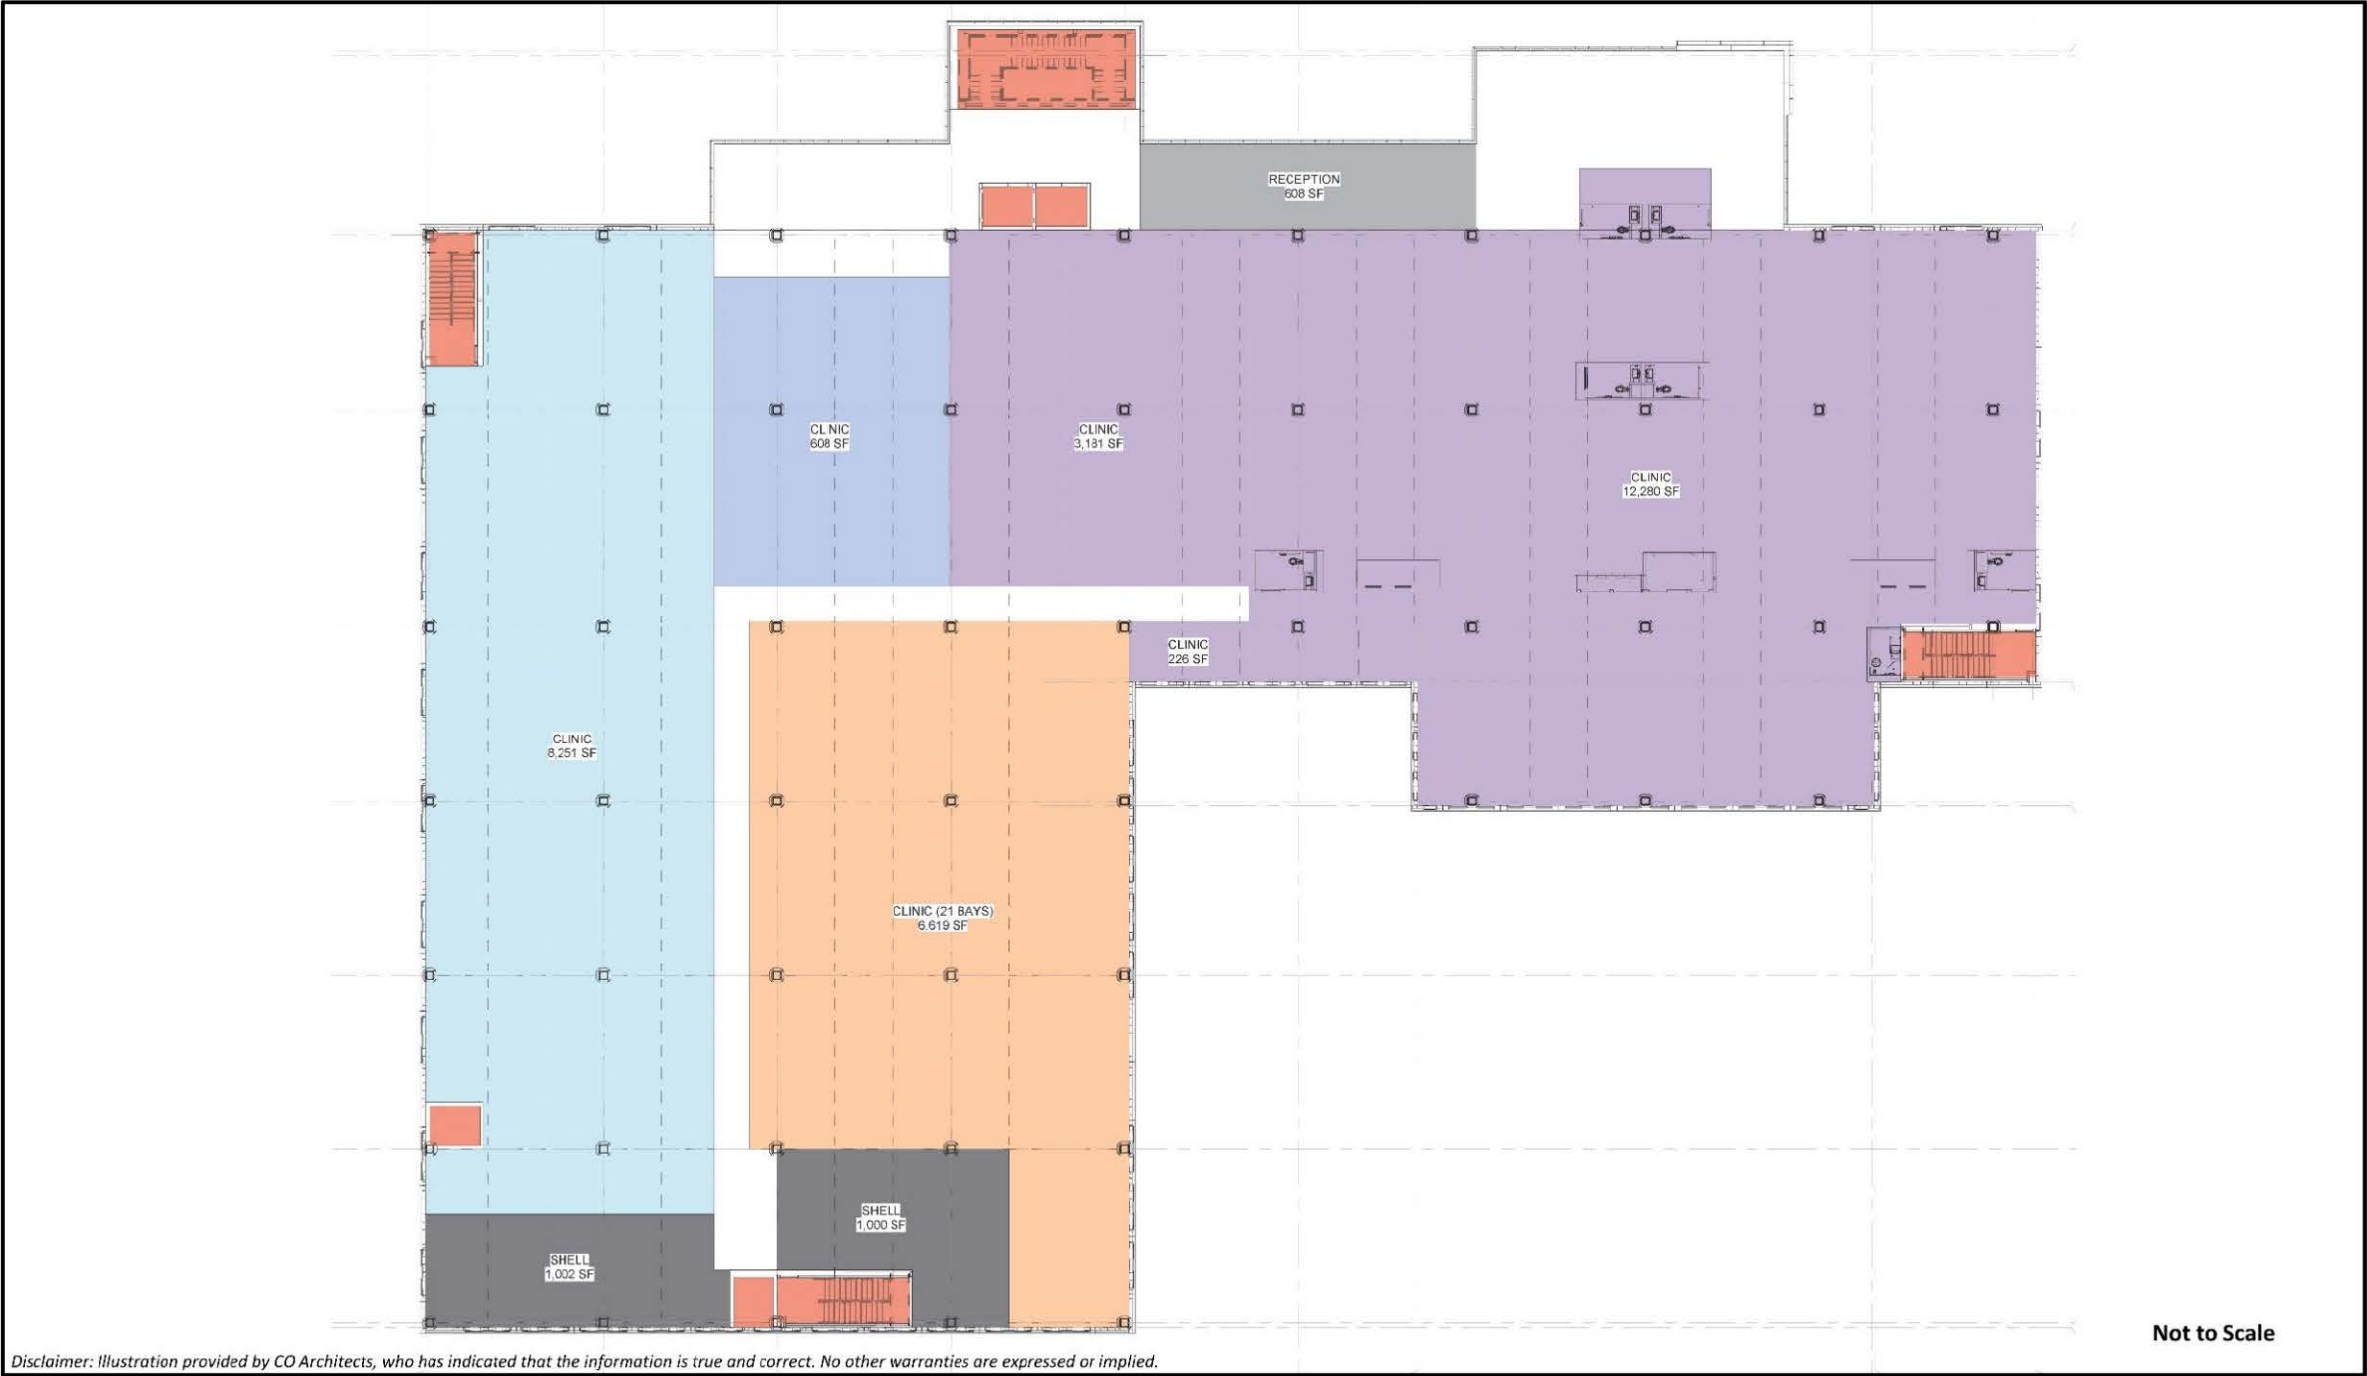 RECEPTION
608 SF
CL NIC
608 SF
CLINIC
3,181 SF
CLINIC
12,280 SF
CLINIC
226 SF
CLINIC
8,251 SF
CLINIC (21 BAYS)
6.619 SF
SHELL
1,000 SF
SHELL
1,002 SF
Not to Scale
Disclaimer: Illustration provided by CO Architects, who has indicated that the information is true and correct. No other warranties are expressed or implied.